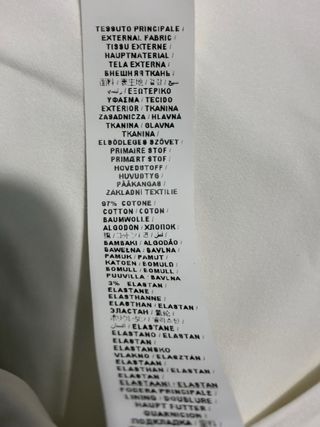 TESSUTO PRINCIPALE /
EXTERNAL FABRIC /
TISSU EXTERNE /
HAUPTMATERIAL /
TELA EXTERNA /
ВНЕШНЯЯ ТКАНЬ /
ΕΞΩΤΕΡΙΚΟ
ΥΦΑΣΜΑ / TECIDO
EXTERIOR / TKANINA
ZASADNICZA / HLAVNÁ
TKANINA / GLAVNA
TKANINA /
ELSŐDLEGES SZÖVET /
PRIMAIRE STOF /
PRIMÆRT STOF /
HOVEDSTOFF /
HUVUDTYG /
PÄÄKANGAS /
ZÁKLADNÍ TEXTILIE
97% COTONE /
COTTON / COTON /
BAUMWOLLE /
ALGODÓN / ХЛОПОК /
BAMBAKI / ALGODÃO /
BAWEŁNA / BAVLNA /
PAMUK / PAMUT /
KATOEN / BOMULD /
BOMULL / BOMULL /
PUUVILLA / BAVLNA
3% ELASTAN /
ELASTANE /
ELASTHANNE /
ELASTHAN / ELASTAN /
ЭЛАСТАН /
ELASTANE /
ELASTANO / ELASTAN /
ELASTAN /
ELASTANSKO
VLAKNO / ELASZTÁN /
ELASTAAN /
ELASTHAN / ELASTAN /
ELASTAN /
ELASTAANI / ELASTAN
FODERA PRINCIPALE /
LINING / DOUBLURE /
HAUPT FUTTER /
GUARNICION /
ПОДКЛАДКА /